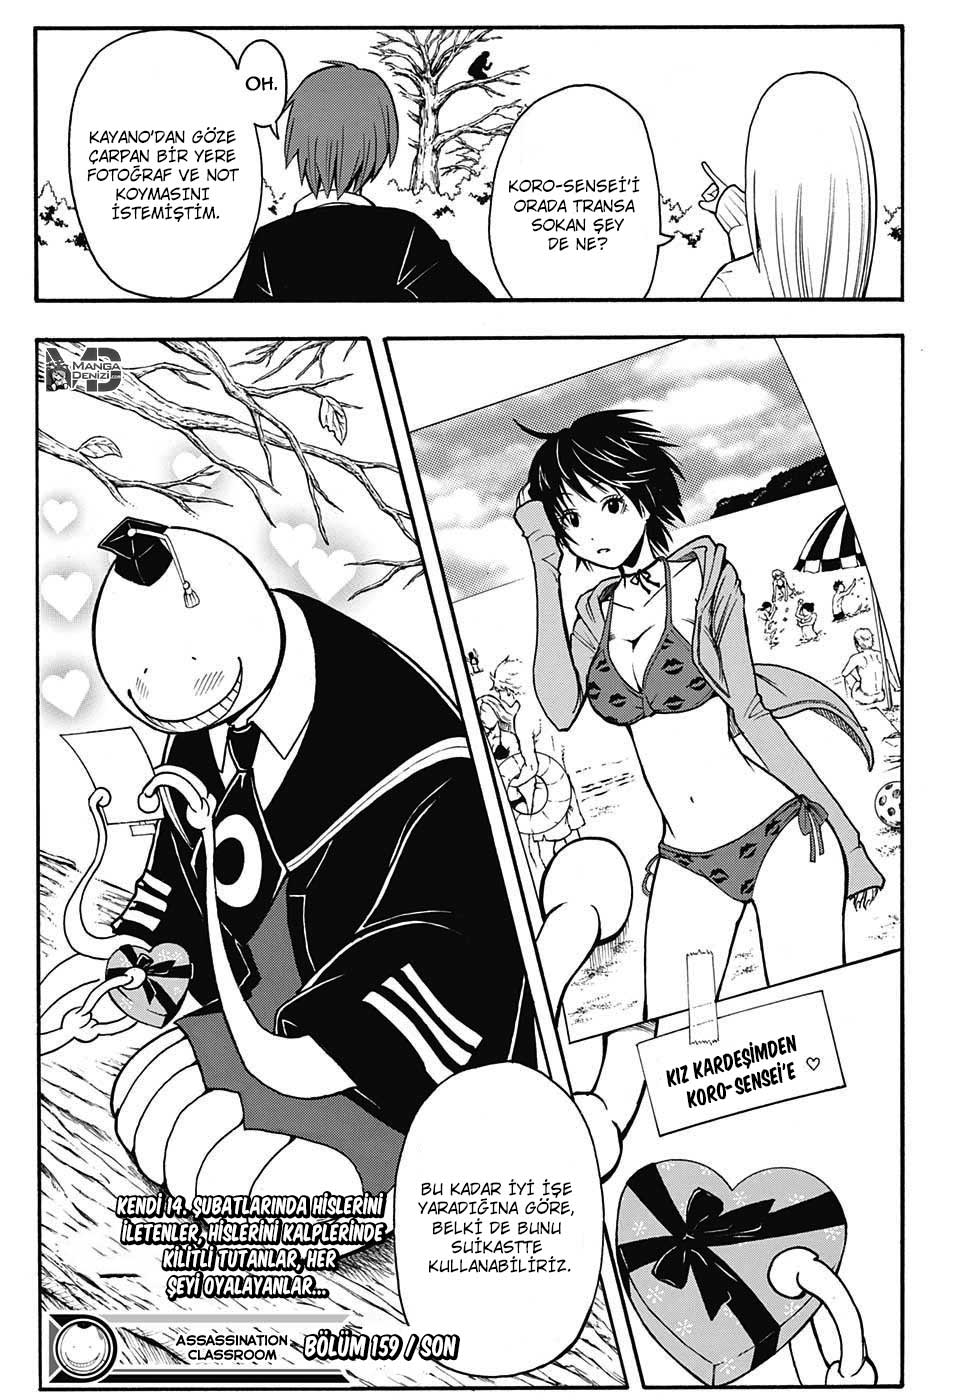 OH.
KAYANO'DAN GÖZE
ÇARPAN BİR YERE
FOTOĞRAF VE NOT
KOYMASINI
İSTEMİŞTİM.
KORO-SENSEİ'İ
ORADA TRANSA
SOKAN ŞEY
DE NE?
MANGA
DENİZİ
KIZ KARDEŞİMDEN
KORO-SENSEİ'E ♡
BU KADAR İYİ İŞE
YARADIĞINA GÖRE,
BELKİ DE BUNU
SUİKASTTE
KULLANABİLİRİZ.
KENDİ 14. ŞUBATLARINDA HİSLERİNİ
İLETENLER, HİSLERİNİ KALPLERİNDE
KİLİTLİ TUTANLAR, HER
ŞEYİ OYALAYANLAR...
ASSASSINATION
CLASSROOM
BÖLÜM 159 / SON